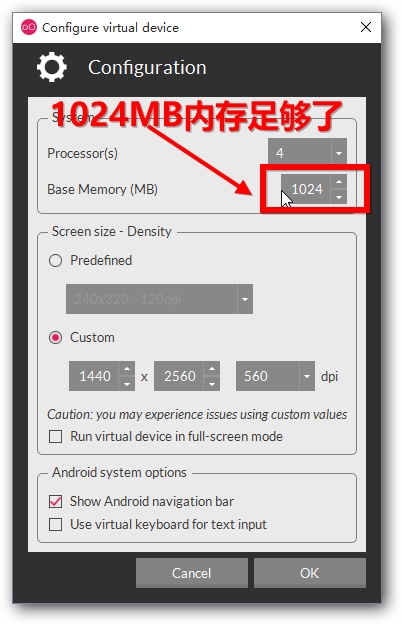 Configure virtual device
Configuration
System
1024MB内存足够了
Processor(s)
4
Base Memory (MB)
1024
Screen size - Density
Predefined
240x320 - 120dpi
Custom
1440 x 2560 560 dpi
Caution: you may experience issues using custom values
Run virtual device in full-screen mode
Android system options
Show Android navigation bar
Use virtual keyboard for text input
Cancel OK